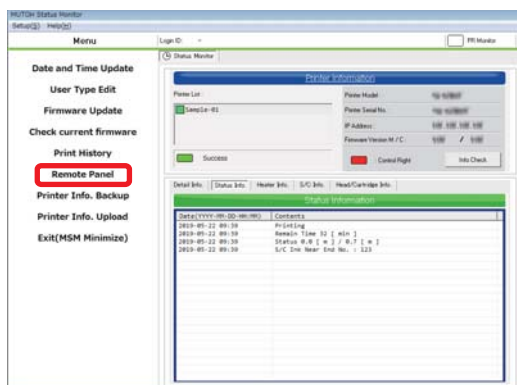 MUTOH Status Monitor
Setup(S) Help(H)
Menu
Date and Time Update
User Type Edit
Firmware Update
Check current firmware
Print History
Remote Panel
Printer Info. Backup
Printer Info. Upload
Exit(MSM Minimize)
Login ID: -
PR Monitor
Status Monitor
Printer Information
Printer List :
Sample-01
Success
Printer Model :
Printer Serial No. :
IP Address :
Firmware Version M / C :
/
Control Right
Info Check
Detail Info.
Status Info.
Heater Info.
S/C Info.
Head/Cartridge Info.
Status Information
Date(YYYY-MM-DD-HH:MM) Contents
2019-05-22 09:39 Printing
2019-05-22 09:39 Remain Time 32 [ min ]
2019-05-22 09:39 Status 0.0 [ m ] / 0.7 [ m ]
2019-05-22 09:39 S/C Ink Near End No. : 123